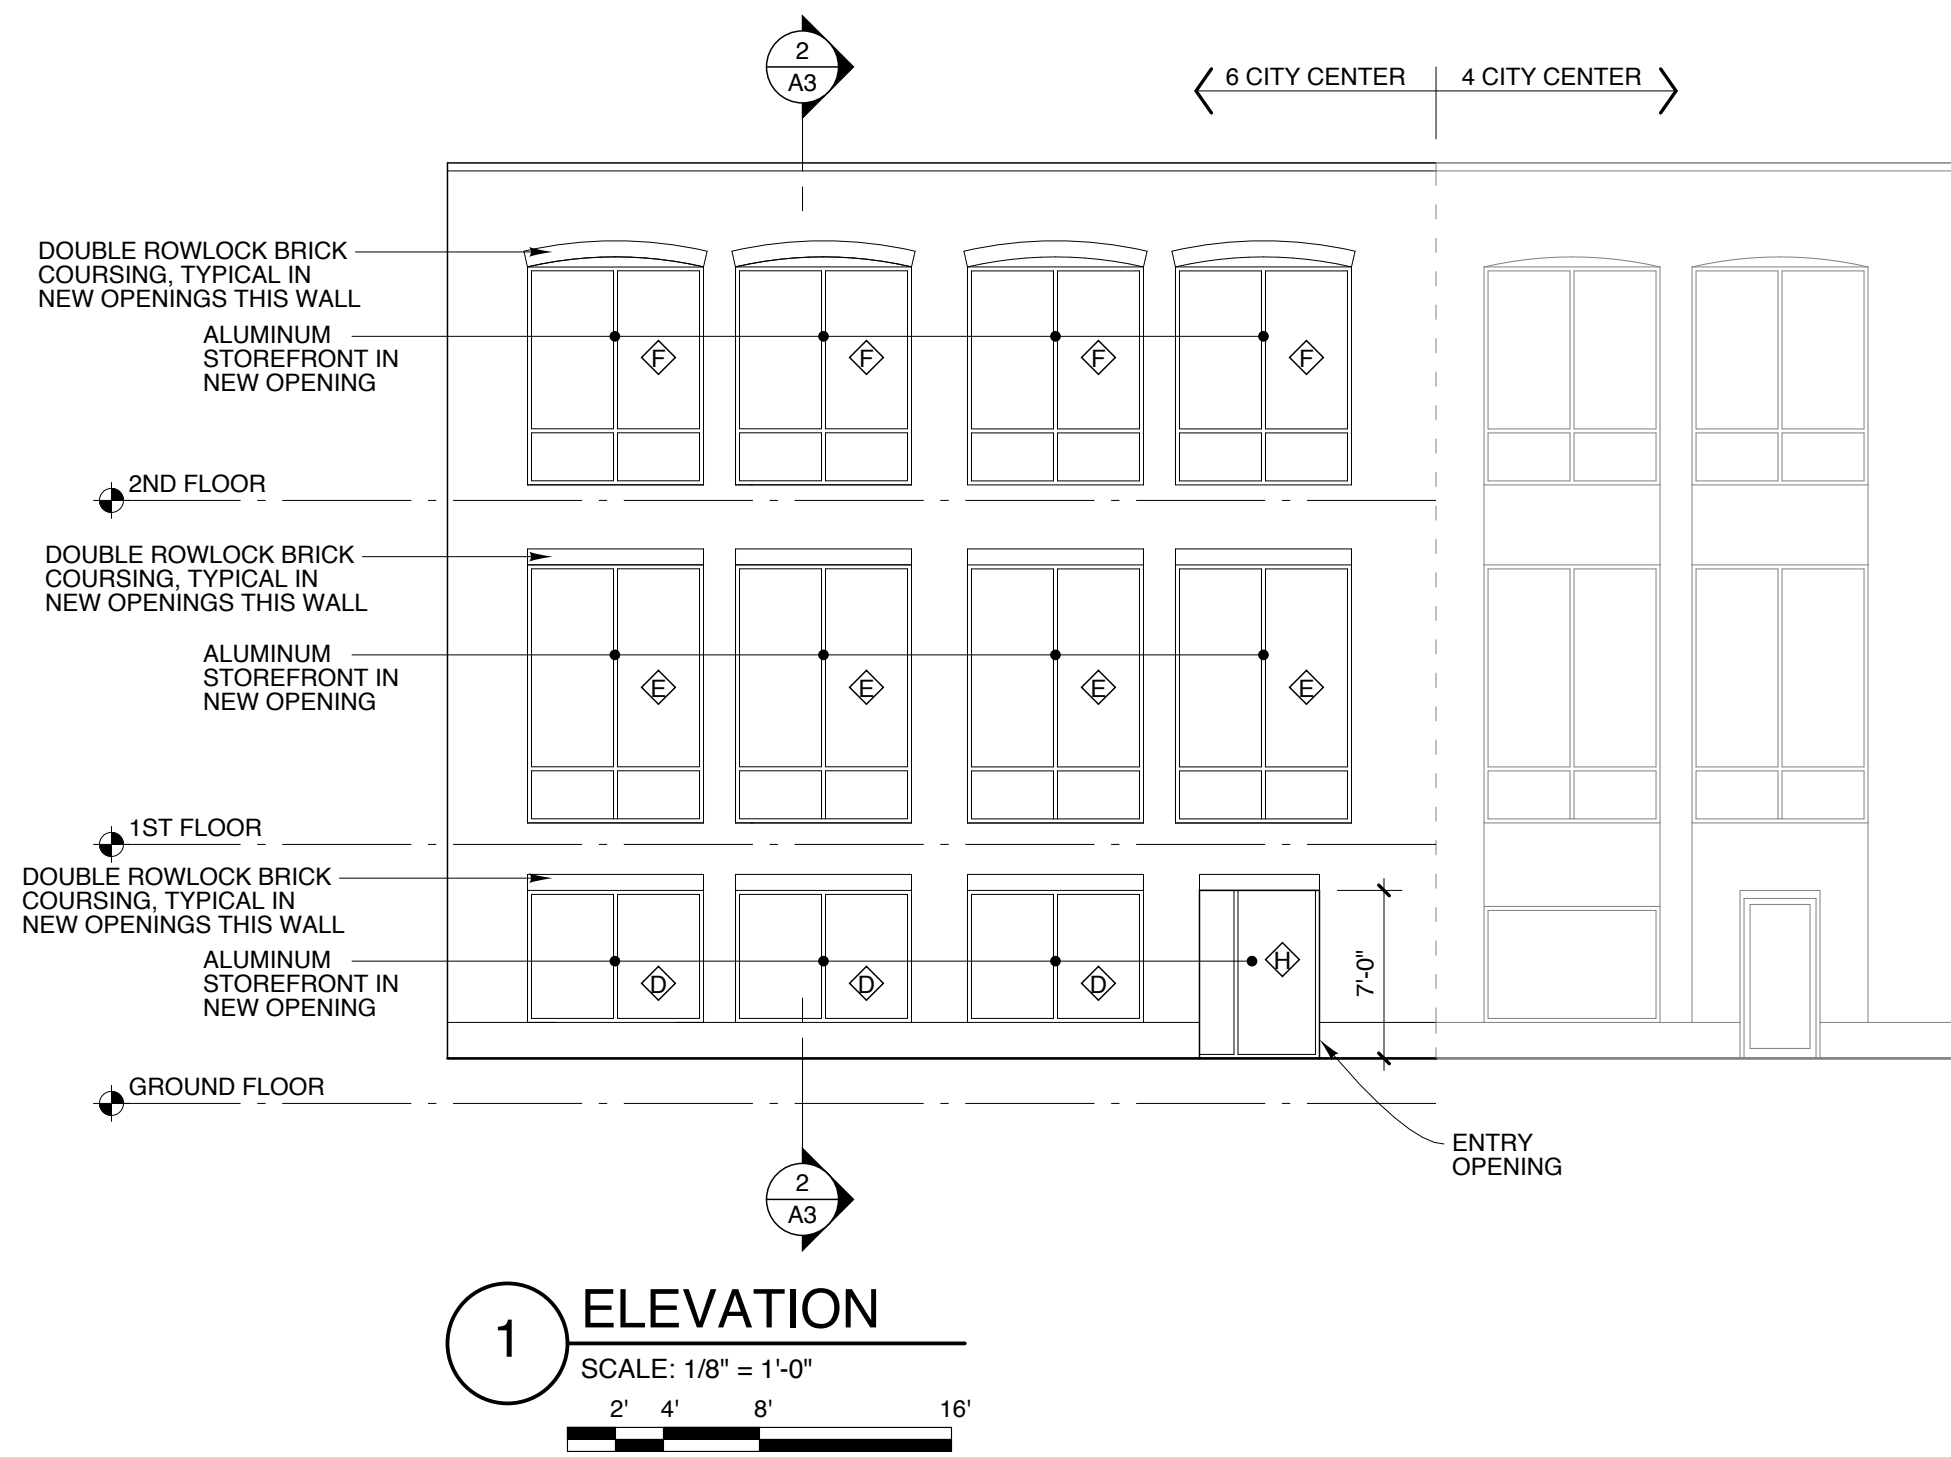 2
A3
6 CITY CENTER
4 CITY CENTER
DOUBLE ROWLOCK BRICK
COURSING, TYPICAL IN
NEW OPENINGS THIS WALL
ALUMINUM
STOREFRONT IN
NEW OPENING
F
F
F
F
2ND FLOOR
DOUBLE ROWLOCK BRICK
COURSING, TYPICAL IN
NEW OPENINGS THIS WALL
ALUMINUM
STOREFRONT IN
NEW OPENING
E
E
E
E
1ST FLOOR
DOUBLE ROWLOCK BRICK
COURSING, TYPICAL IN
NEW OPENINGS THIS WALL
ALUMINUM
STOREFRONT IN
NEW OPENING
D
D
D
H
7'-0"
GROUND FLOOR
ENTRY
OPENING
2
A3
1
ELEVATION
SCALE: 1/8" = 1'-0"
2' 4' 8' 16'